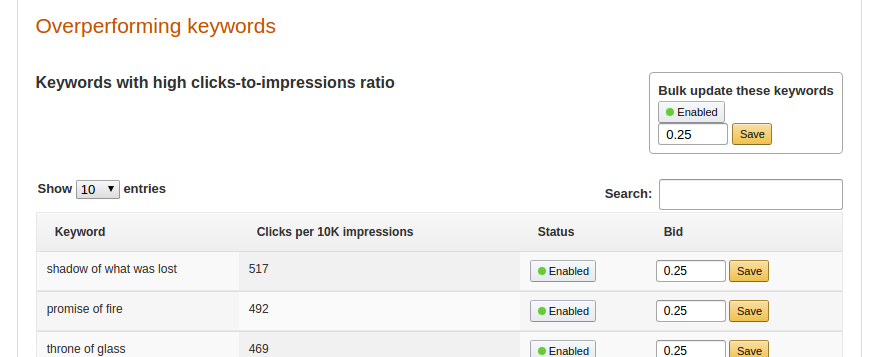 Overperforming keywords
Keywords with high clicks-to-impressions ratio
Bulk update these keywords
Enabled
0.25 Save
Show 10 entries
Search:
Keyword Clicks per 10K impressions Status Bid
shadow of what was lost 517 Enabled 0.25 Save
promise of fire 492 Enabled 0.25 Save
throne of glass 469 Enabled 0.25 Save